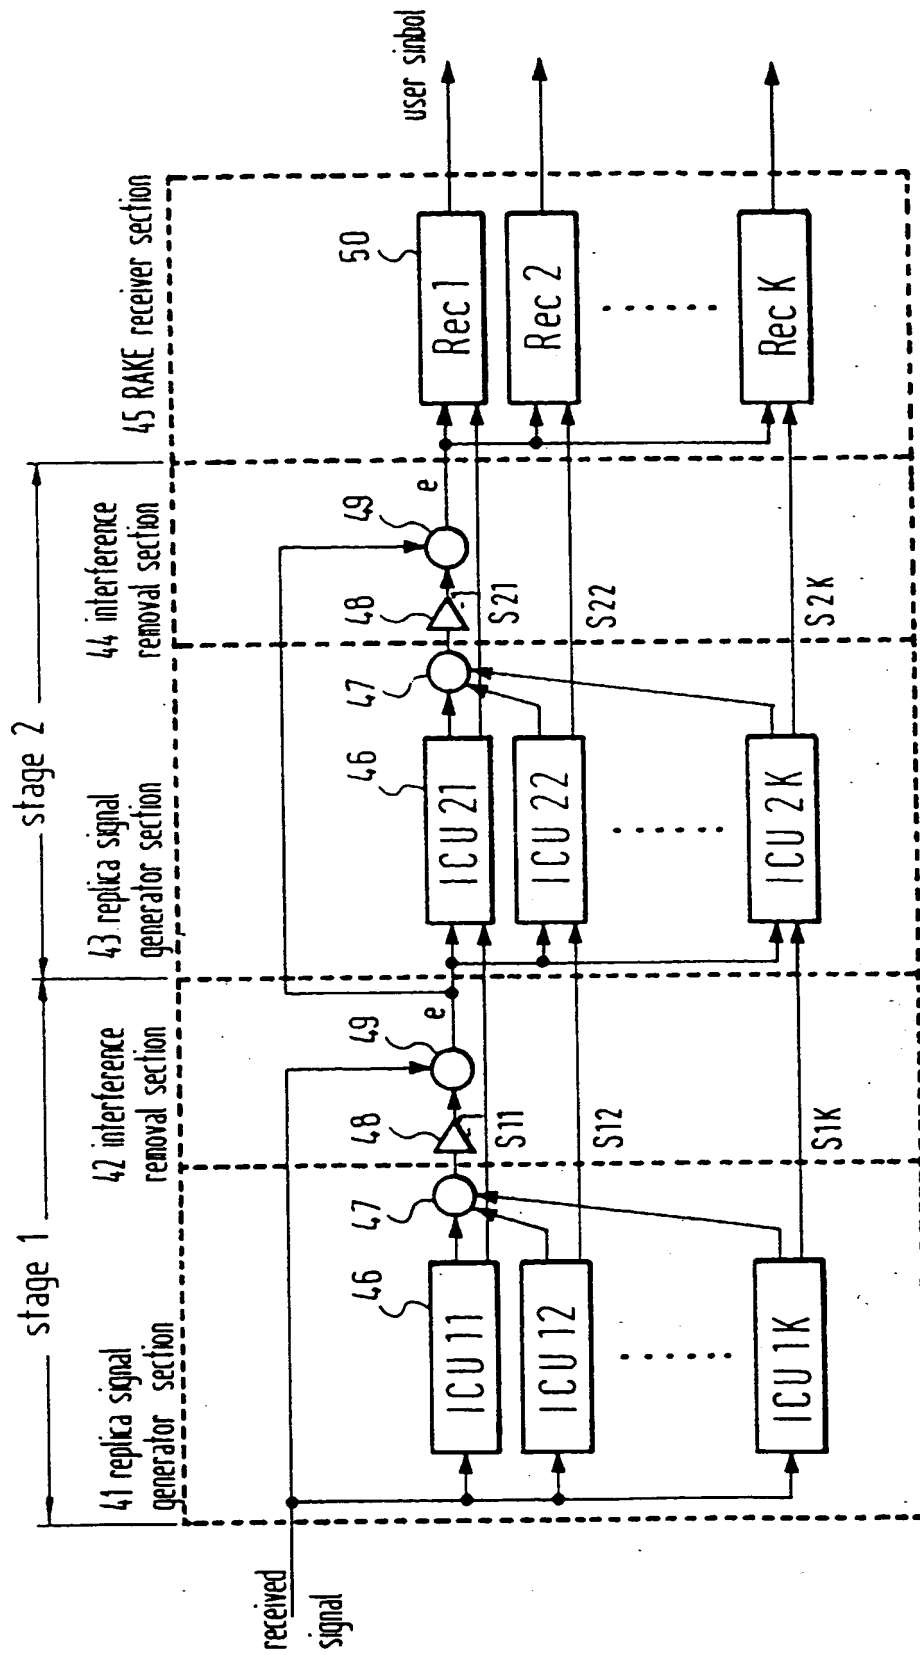 stage 1
stage 2
41 replica signal
generator section
42 interference
removal section
43 replica signal
generator section
44 interference
removal section
45 RAKE receiver section
received
signal
user sinbol
46
47
48
49
e
46
47
48
49
e
50
ICU 11
S11
ICU 21
S21
Rec 1
ICU 12
S12
ICU 22
S22
Rec 2
ICU 1K
S1K
ICU 2K
S2K
Rec K